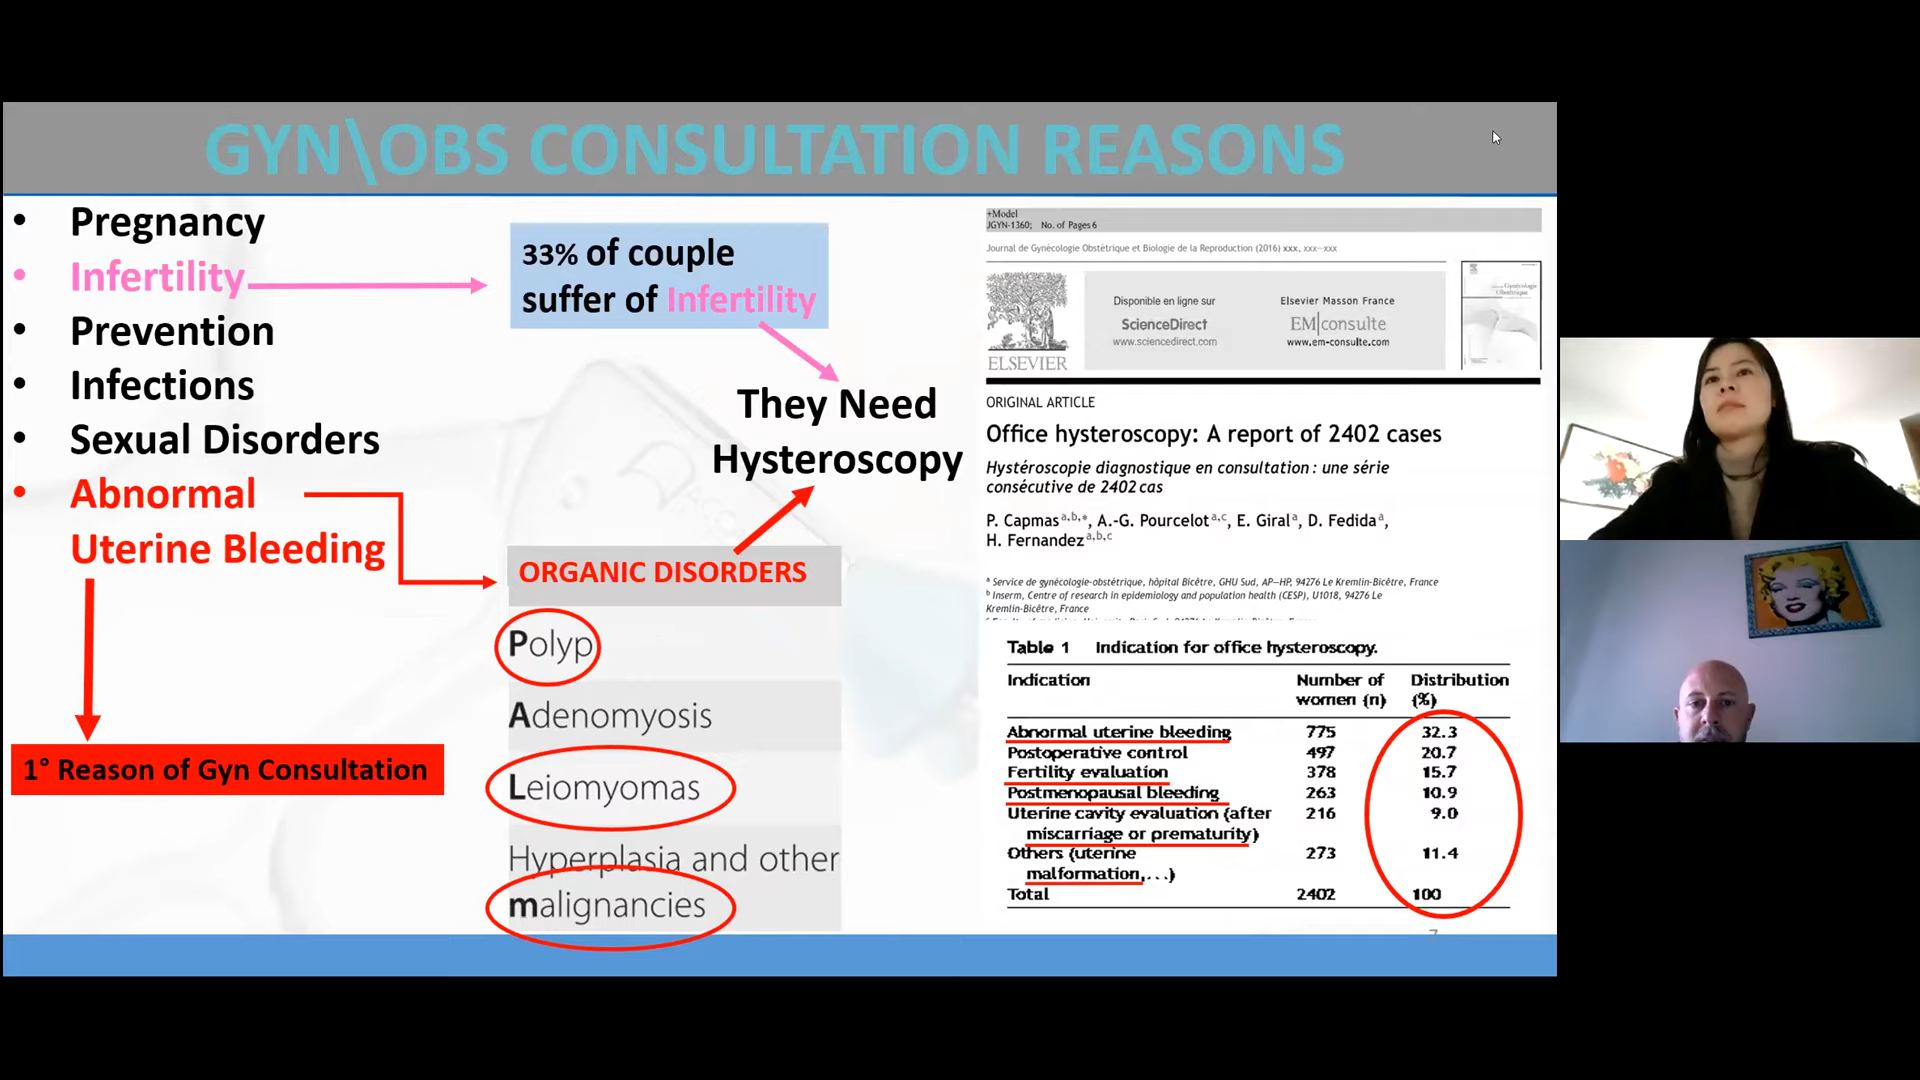 GYN\OBS CONSULTATION REASONS
• Pregnancy
• Infertility
• Prevention
• Infections
• Sexual Disorders
• Abnormal
Uterine Bleeding
1° Reason of Gyn Consultation
33% of couple
suffer of Infertility
They Need
Hysteroscopy
ORGANIC DISORDERS
Polyp
Adenomyosis
Leiomyomas
Hyperplasia and other
malignancies
+Model
JGYN-1360; No. of Pages 6
Journal de Gynécologie Obstétrique et Biologie de la Reproduction (2016) xxx, xxx—xxx
ELSEVIER
Disponible en ligne sur
ScienceDirect
www.sciencedirect.com
Elsevier Masson France
EM|consulte
www.em-consulte.com
ORIGINAL ARTICLE
Office hysteroscopy: A report of 2402 cases
Hystéroscopie diagnostique en consultation : une série
consécutive de 2402 cas
P. Capmas a,b,*, A.-G. Pourcelot a,c, E. Giral a, D. Fedida a,
H. Fernandez a,b,c
a Service de gynécologie-obstétrique, hôpital Bicêtre, GHU Sud, AP—HP, 94276 Le Kremlin-Bicêtre, France
b Inserm, Centre of research in epidemiology and population health (CESP), U1018, 94276 Le
Kremlin-Bicêtre, France
Table 1 Indication for office hysteroscopy.
Indication Number of women (n) Distribution (%)
Abnormal uterine bleeding 775 32.3
Postoperative control 497 20.7
Fertility evaluation 378 15.7
Postmenopausal bleeding 263 10.9
Uterine cavity evaluation (after 216 9.0
miscarriage or prematurity)
Others (uterine 273 11.4
malformation,...)
Total 2402 100